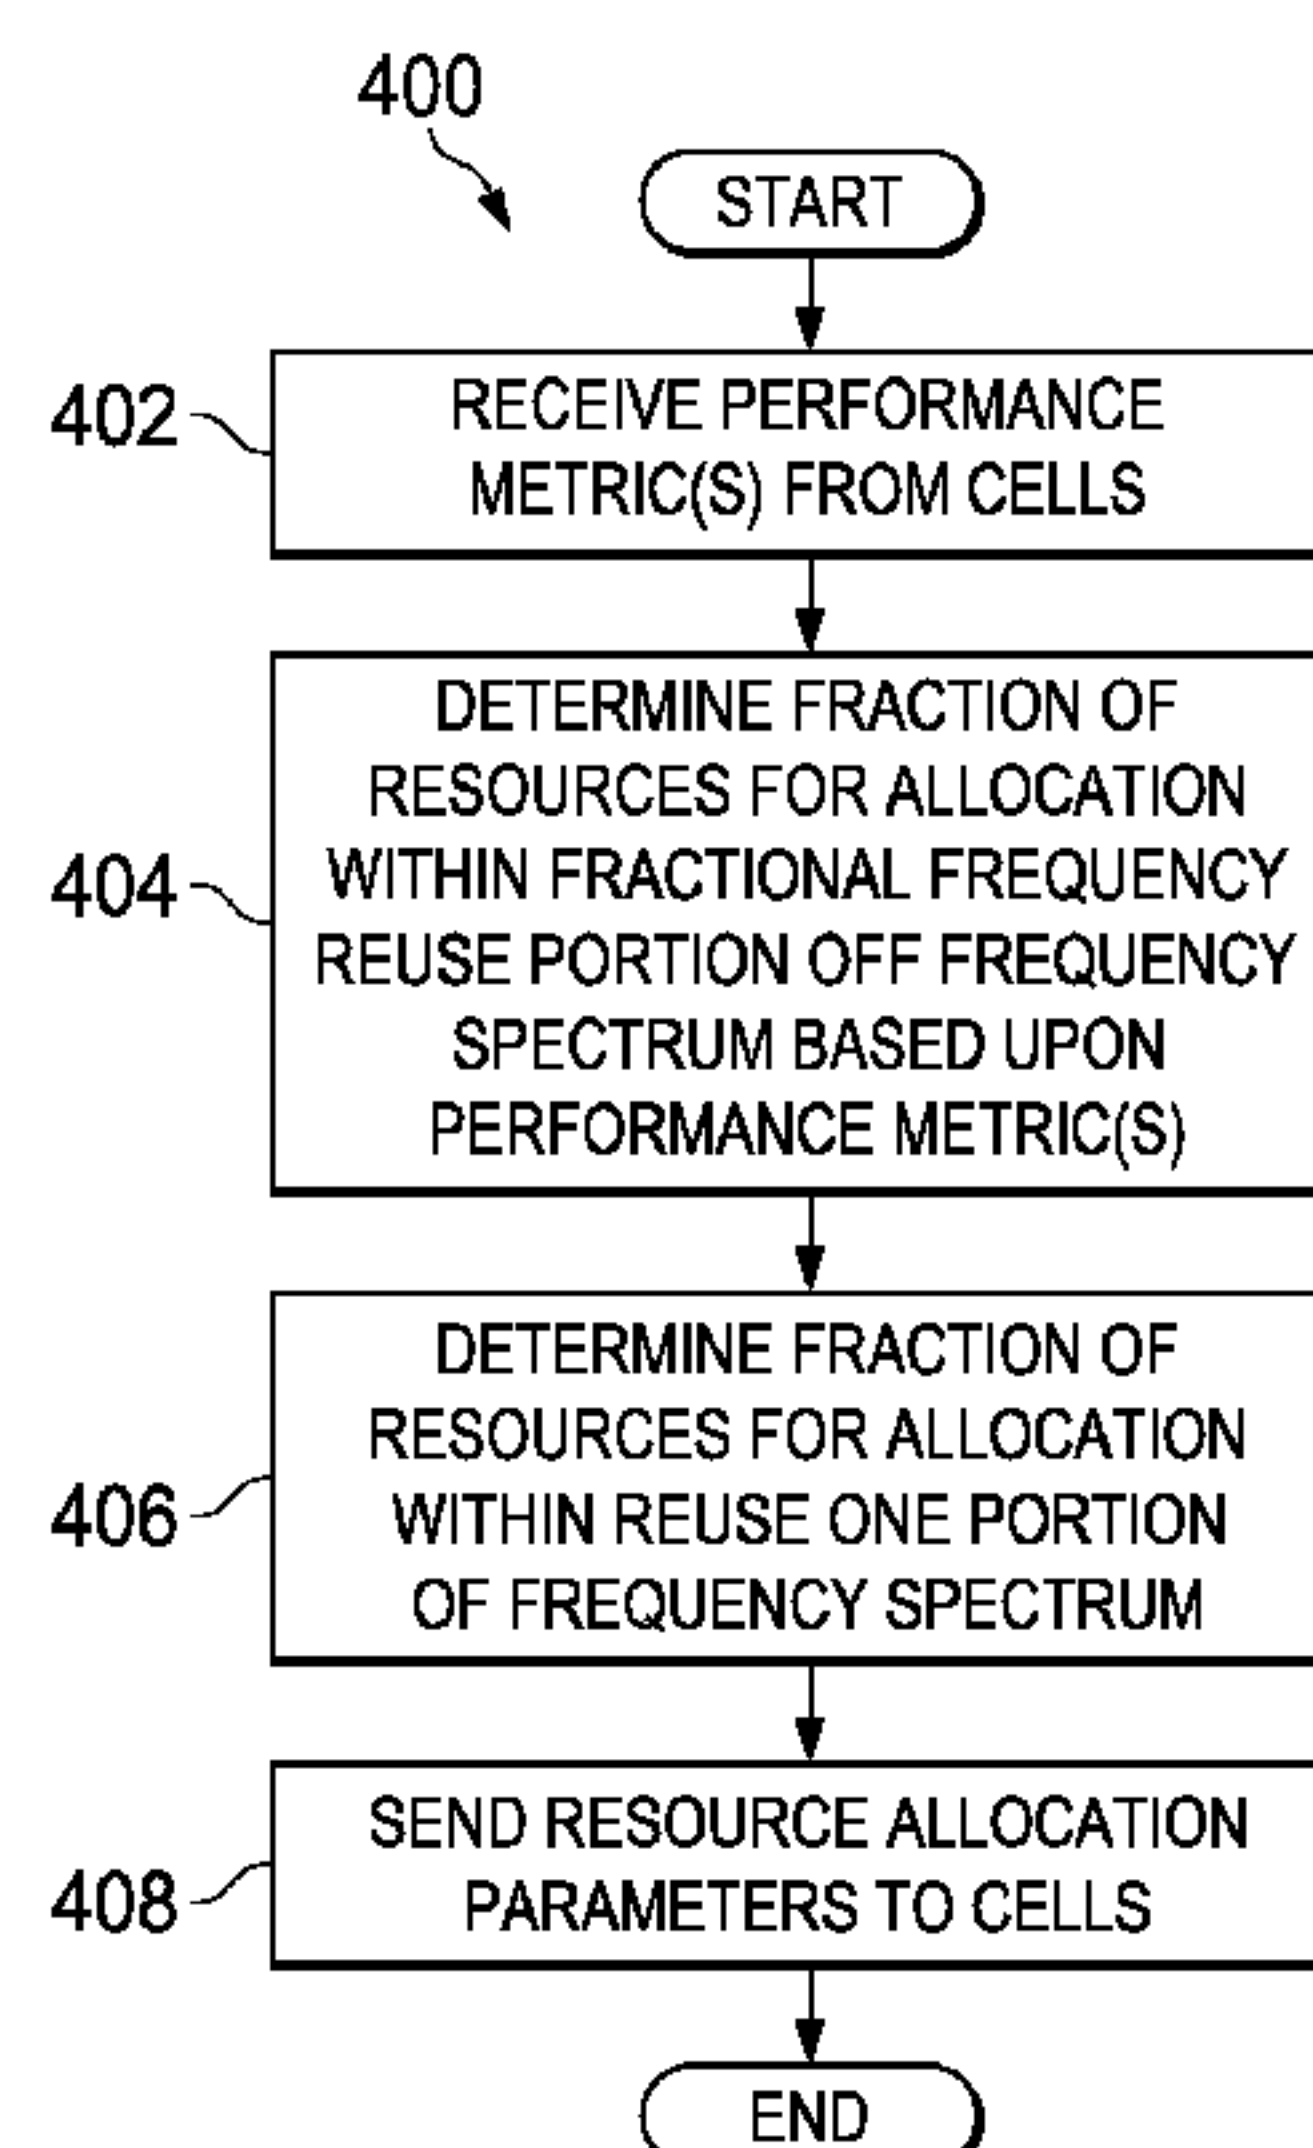 400
START
402
RECEIVE PERFORMANCE
METRIC(S) FROM CELLS
404
DETERMINE FRACTION OF
RESOURCES FOR ALLOCATION
WITHIN FRACTIONAL FREQUENCY
REUSE PORTION OFF FREQUENCY
SPECTRUM BASED UPON
PERFORMANCE METRIC(S)
406
DETERMINE FRACTION OF
RESOURCES FOR ALLOCATION
WITHIN REUSE ONE PORTION
OF FREQUENCY SPECTRUM
408
SEND RESOURCE ALLOCATION
PARAMETERS TO CELLS
END